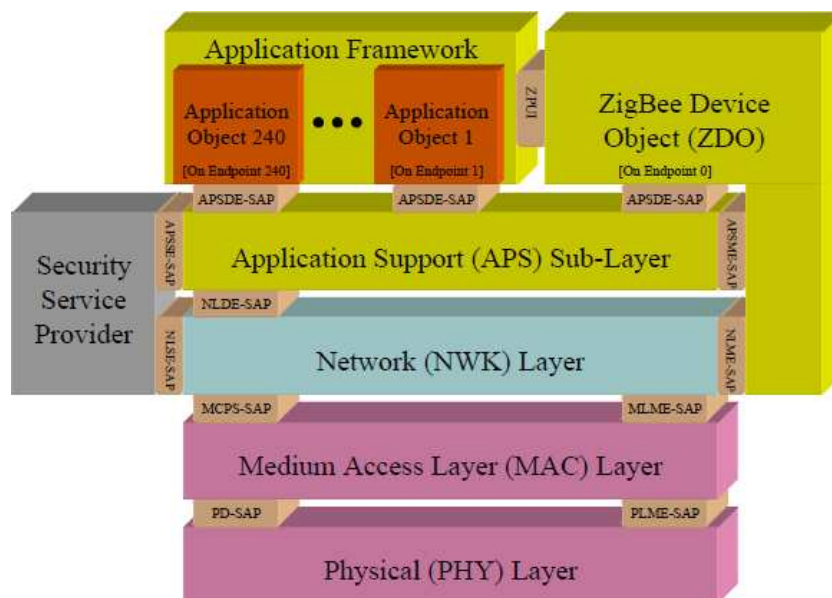 Application Framework
Application
Object 240
[On Endpoint 240]
•••
Application
Object 1
[On Endpoint 1]
ZPUI
ZigBee Device
Object (ZDO)
[On Endpoint 0]
APSDE-SAP
APSDE-SAP
APSDE-SAP
Security
Service
Provider
APSSE-SAP
Application Support (APS) Sub-Layer
APSME-SAP
NLDE-SAP
NLSE-SAP
Network (NWK) Layer
NLME-SAP
MCPS-SAP
MLME-SAP
Medium Access Layer (MAC) Layer
PD-SAP
PLME-SAP
Physical (PHY) Layer